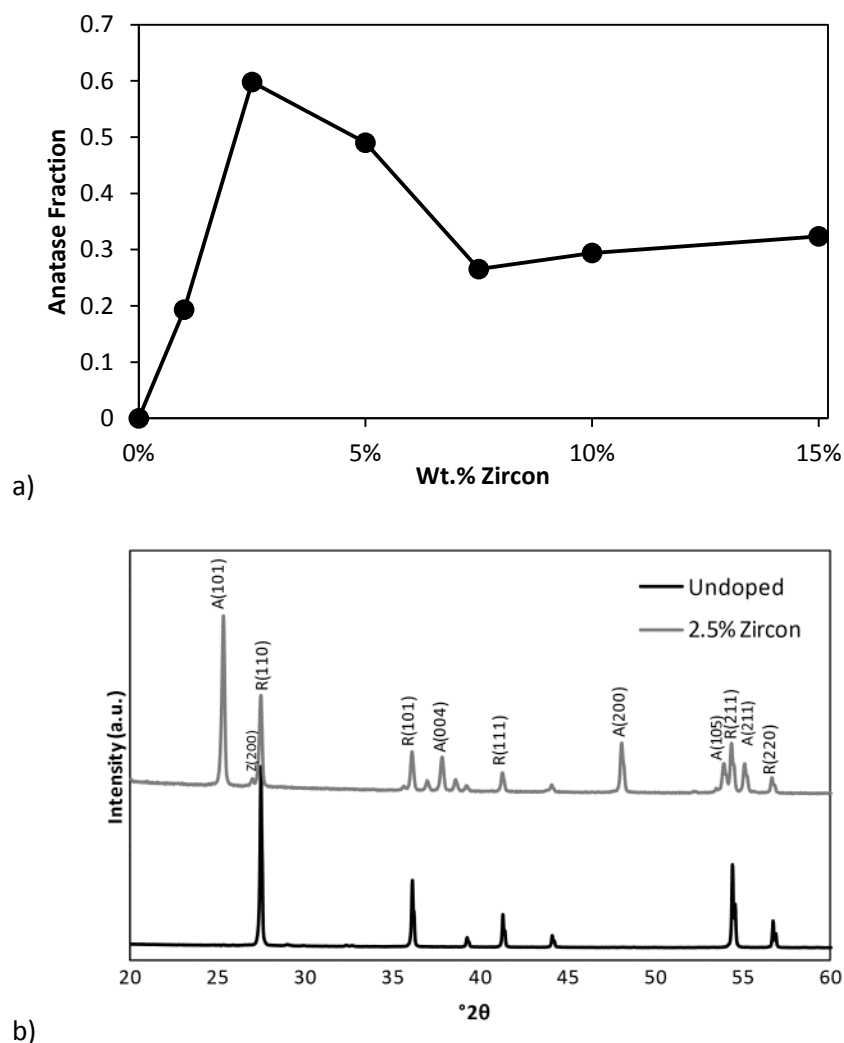 0.7
0.6
0.5
0.4
0.3
0.2
0.1
0
Anatase Fraction
0% 5% 10% 15%
Wt.% Zircon
a)
Intensity (a.u.)
A(101)
Z(200)
R(110)
R(101)
A(004)
R(111)
A(200)
A(105)
R(211)
A(211)
R(220)
Undoped
2.5% Zircon
20 25 30 35 40 45 50 55 60
°2θ
b)